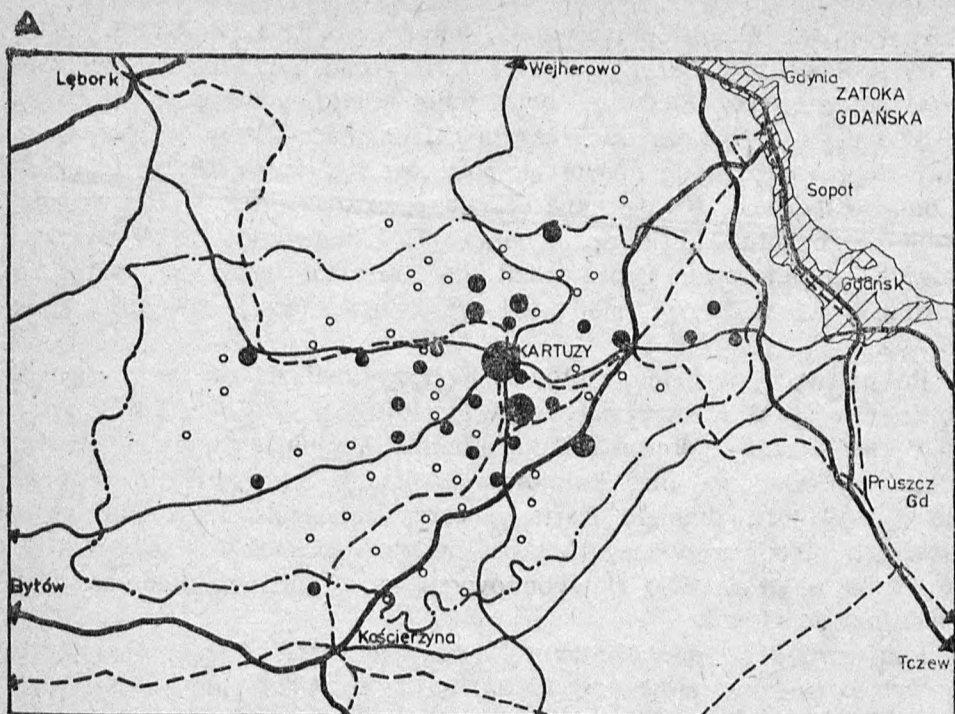 A
Lębork
Wejherowo
Gdynia
ZATOKA
GDAŃSKA
Sopot
Gdańsk
KARTUZY
Pruszcz
Gd
Bytów
Kościerzyna
Tczew